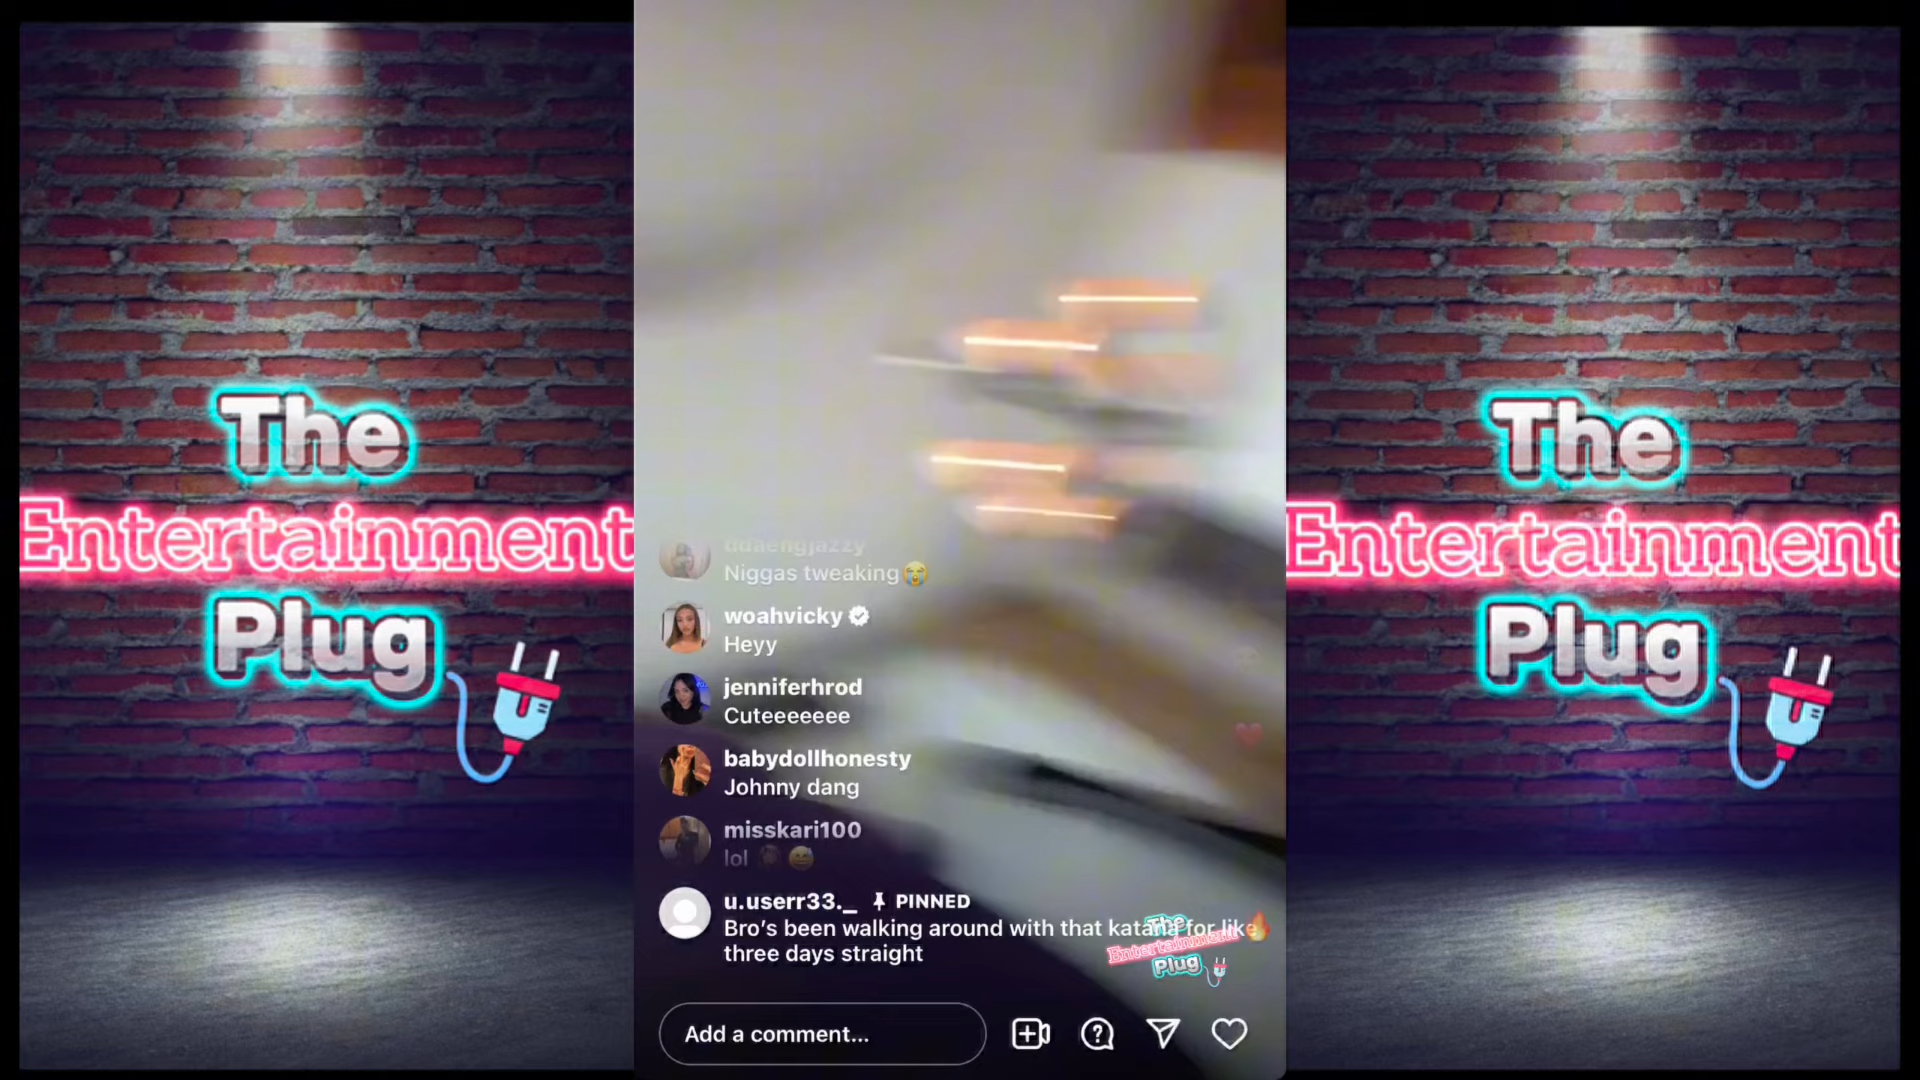 The
Entertainment
Plug
ddaengjazzy
Niggas tweaking😭
woahvicky
Heyy
jenniferhrod
Cuteeeeeee
babydollhonesty
Johnny dang
misskari100
lol 😅
u.userr33._ PINNED
Bro’s been walking around with that katana for like
three days straight
The
Entertainment
Plug
Add a comment...
The
Entertainment
Plug